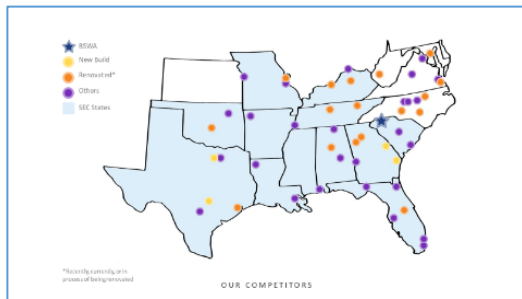 BSWA
New Build
Renovated*
Others
SEC States
*Recently, currently, or in
process of being renovated
OUR COMPETITORS